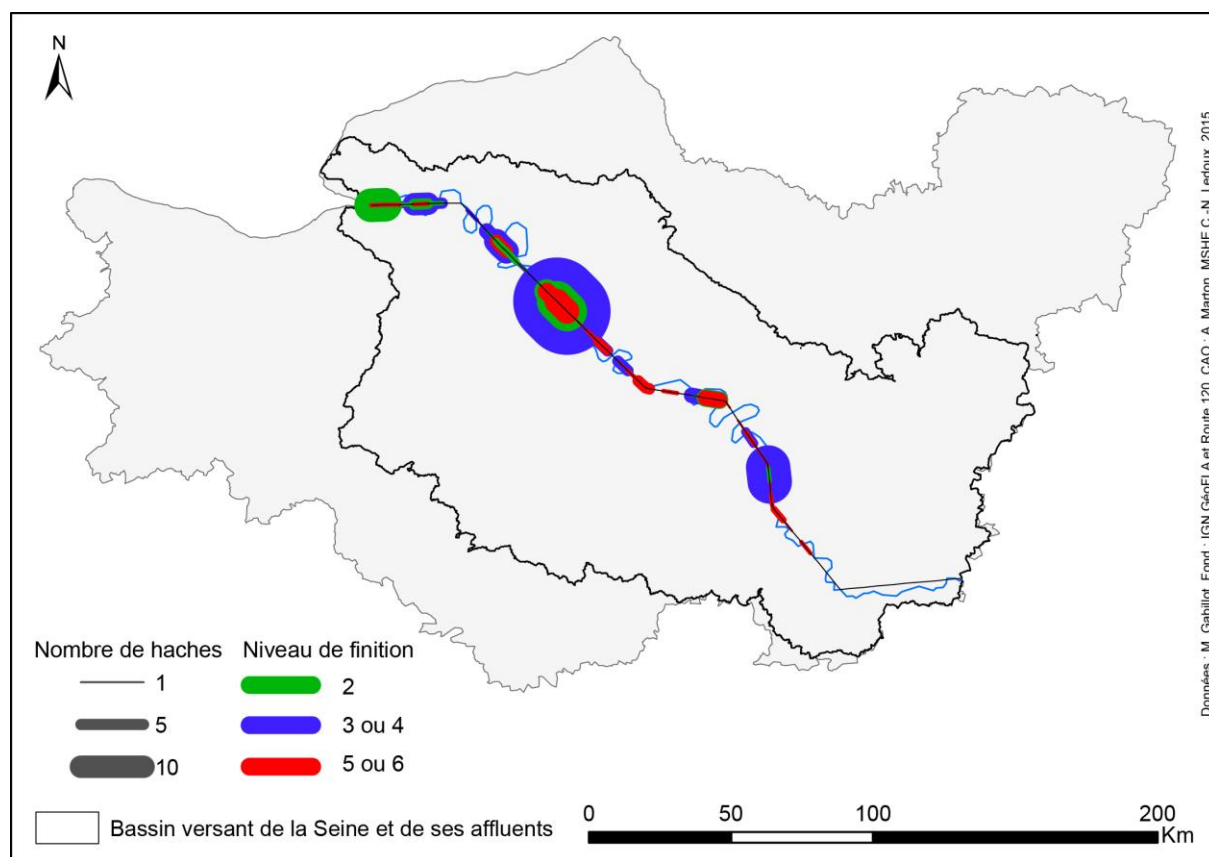 N
Nombre de haches
Niveau de finition
1
2
5
3 ou 4
10
5 ou 6
Bassin versant de la Seine et de ses affluents
0
50
100
200
Km
Données : M. Gabillot, Fond : IGN GéoFLA et Route 120, CAO : A. Marton, MSHE C.-N. Ledoux, 2015